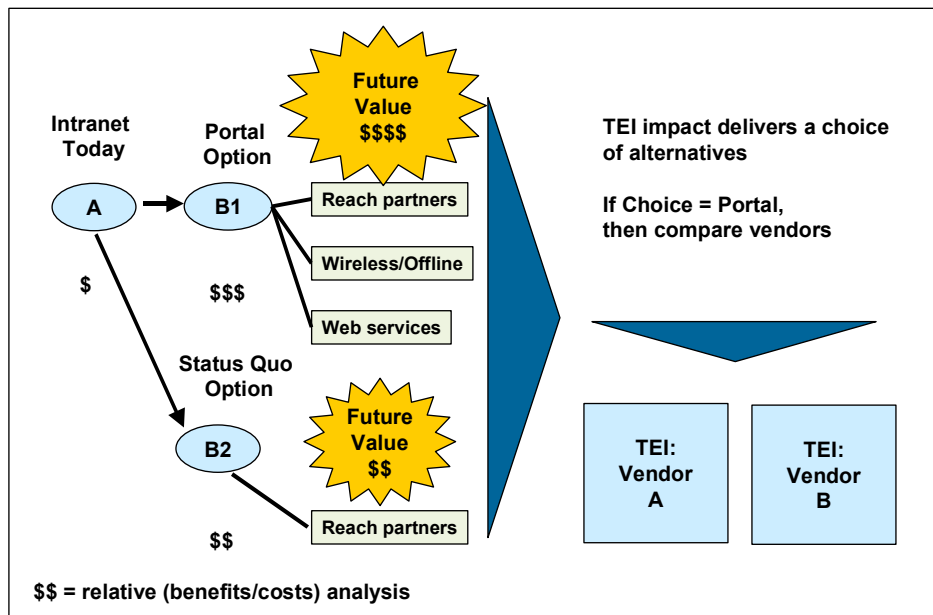 Intranet
Today
Portal
Option
Future
Value
$$$$
A
B1
Reach partners
Wireless/Offline
Web services
$
$$$
Status Quo
Option
B2
Future
Value
$$
Reach partners
$$
$$ = relative (benefits/costs) analysis
TEI impact delivers a choice
of alternatives
If Choice = Portal,
then compare vendors
TEI:
Vendor
A
TEI:
Vendor
B